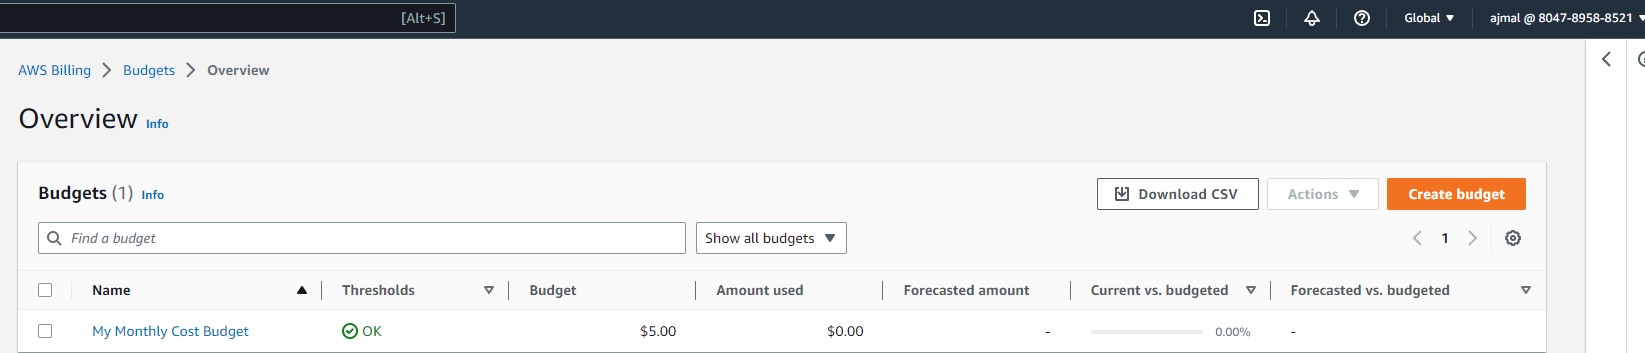 [Alt+S] Global ajmal @ 8047-8958-8521
AWS Billing Budgets Overview
Overview Info
Budgets (1) Info Download CSV Actions Create budget
Find a budget Show all budgets 1
Name Thresholds Budget Amount used Forecasted amount Current vs. budgeted Forecasted vs. budgeted
My Monthly Cost Budget OK $5.00 $0.00 - 0.00% -